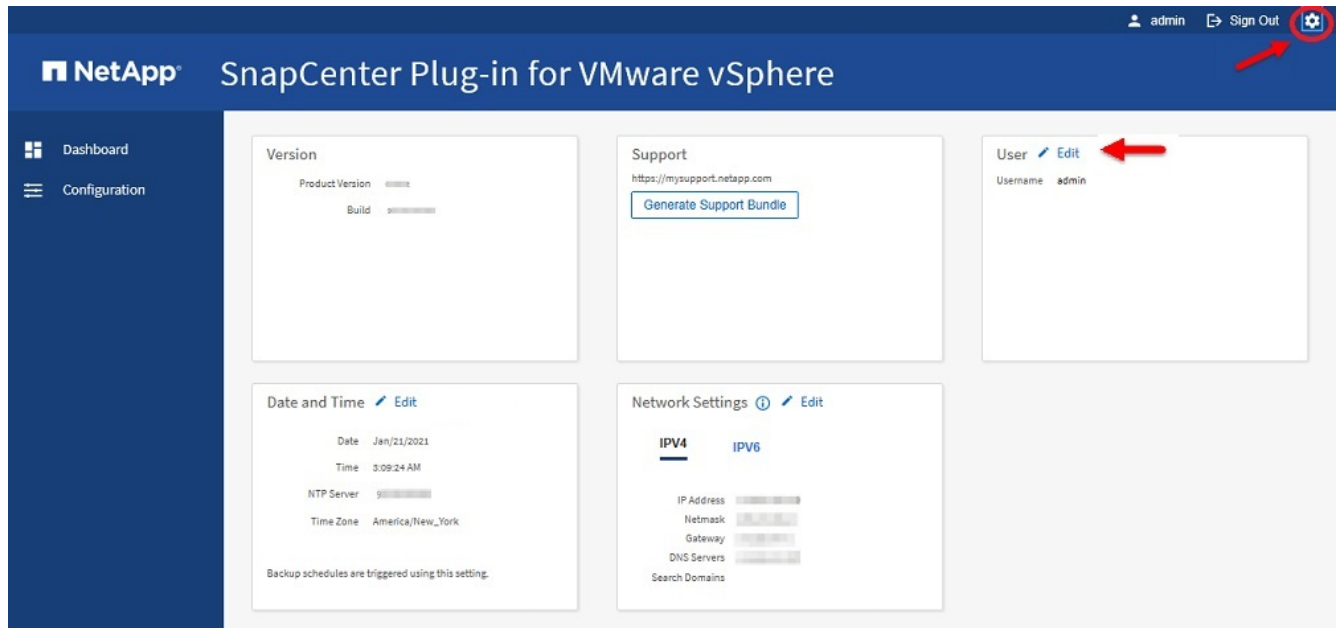 admin Sign Out
NetApp® SnapCenter Plug-in for VMware vSphere
Dashboard
Configuration
Version
Product Version
Build
Support
https://mysupport.netapp.com
Generate Support Bundle
User Edit
Username admin
Date and Time Edit
Date Jan/21/2021
Time 3:09:24 AM
NTP Server
Time Zone America/New_York
Backup schedules are triggered using this setting.
Network Settings Edit
IPV4 IPV6
IP Address
Netmask
Gateway
DNS Servers
Search Domains